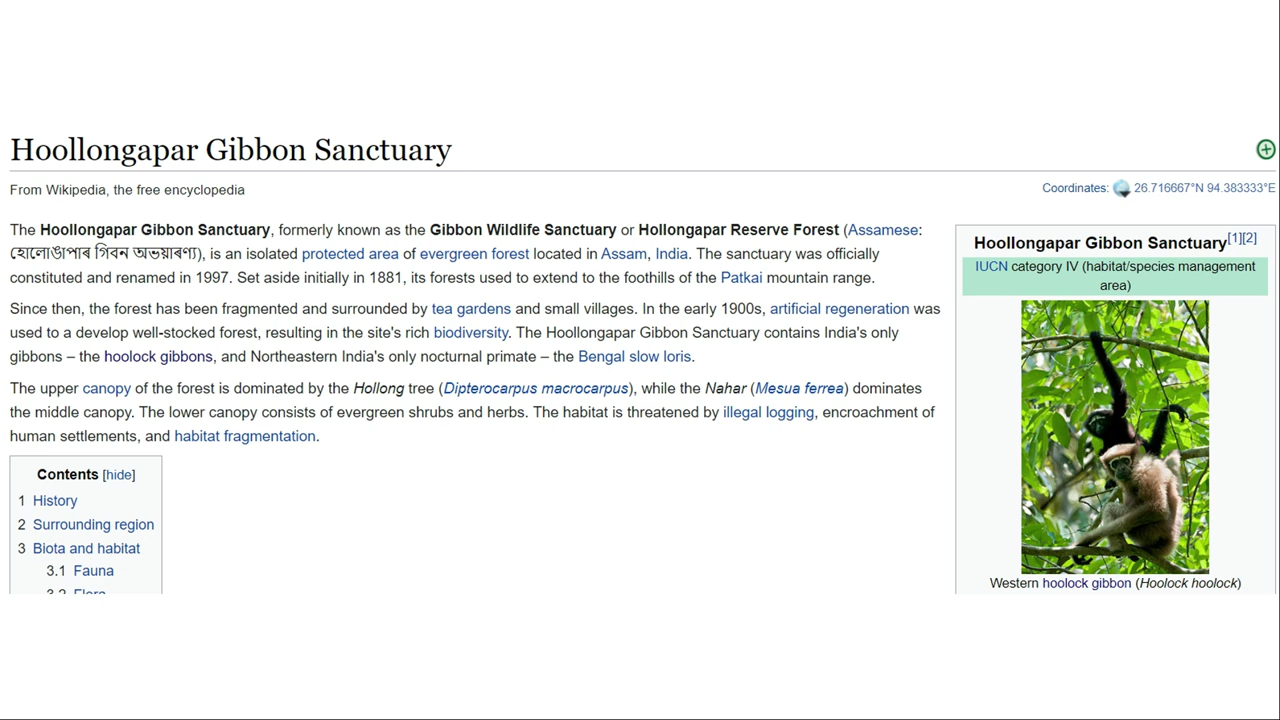 Hoollongapar Gibbon Sanctuary
From Wikipedia, the free encyclopedia
Coordinates: 26.716667°N 94.383333°E
The Hoollongapar Gibbon Sanctuary, formerly known as the Gibbon Wildlife Sanctuary or Hollongapar Reserve Forest (Assamese:
হোলোঙাপাৰ গিবন অভয়াৰণ্য), is an isolated protected area of evergreen forest located in Assam, India. The sanctuary was officially
constituted and renamed in 1997. Set aside initially in 1881, its forests used to extend to the foothills of the Patkai mountain range.
Since then, the forest has been fragmented and surrounded by tea gardens and small villages. In the early 1900s, artificial regeneration was
used to a develop well-stocked forest, resulting in the site's rich biodiversity. The Hoollongapar Gibbon Sanctuary contains India's only
gibbons – the hoolock gibbons, and Northeastern India's only nocturnal primate – the Bengal slow loris.
The upper canopy of the forest is dominated by the Hollong tree (Dipterocarpus macrocarpus), while the Nahar (Mesua ferrea) dominates
the middle canopy. The lower canopy consists of evergreen shrubs and herbs. The habitat is threatened by illegal logging, encroachment of
human settlements, and habitat fragmentation.
Contents [hide]
1 History
2 Surrounding region
3 Biota and habitat
3.1 Fauna
3.2 Flora
Hoollongapar Gibbon Sanctuary[1][2]
IUCN category IV (habitat/species management
area)
Western hoolock gibbon (Hoolock hoolock)